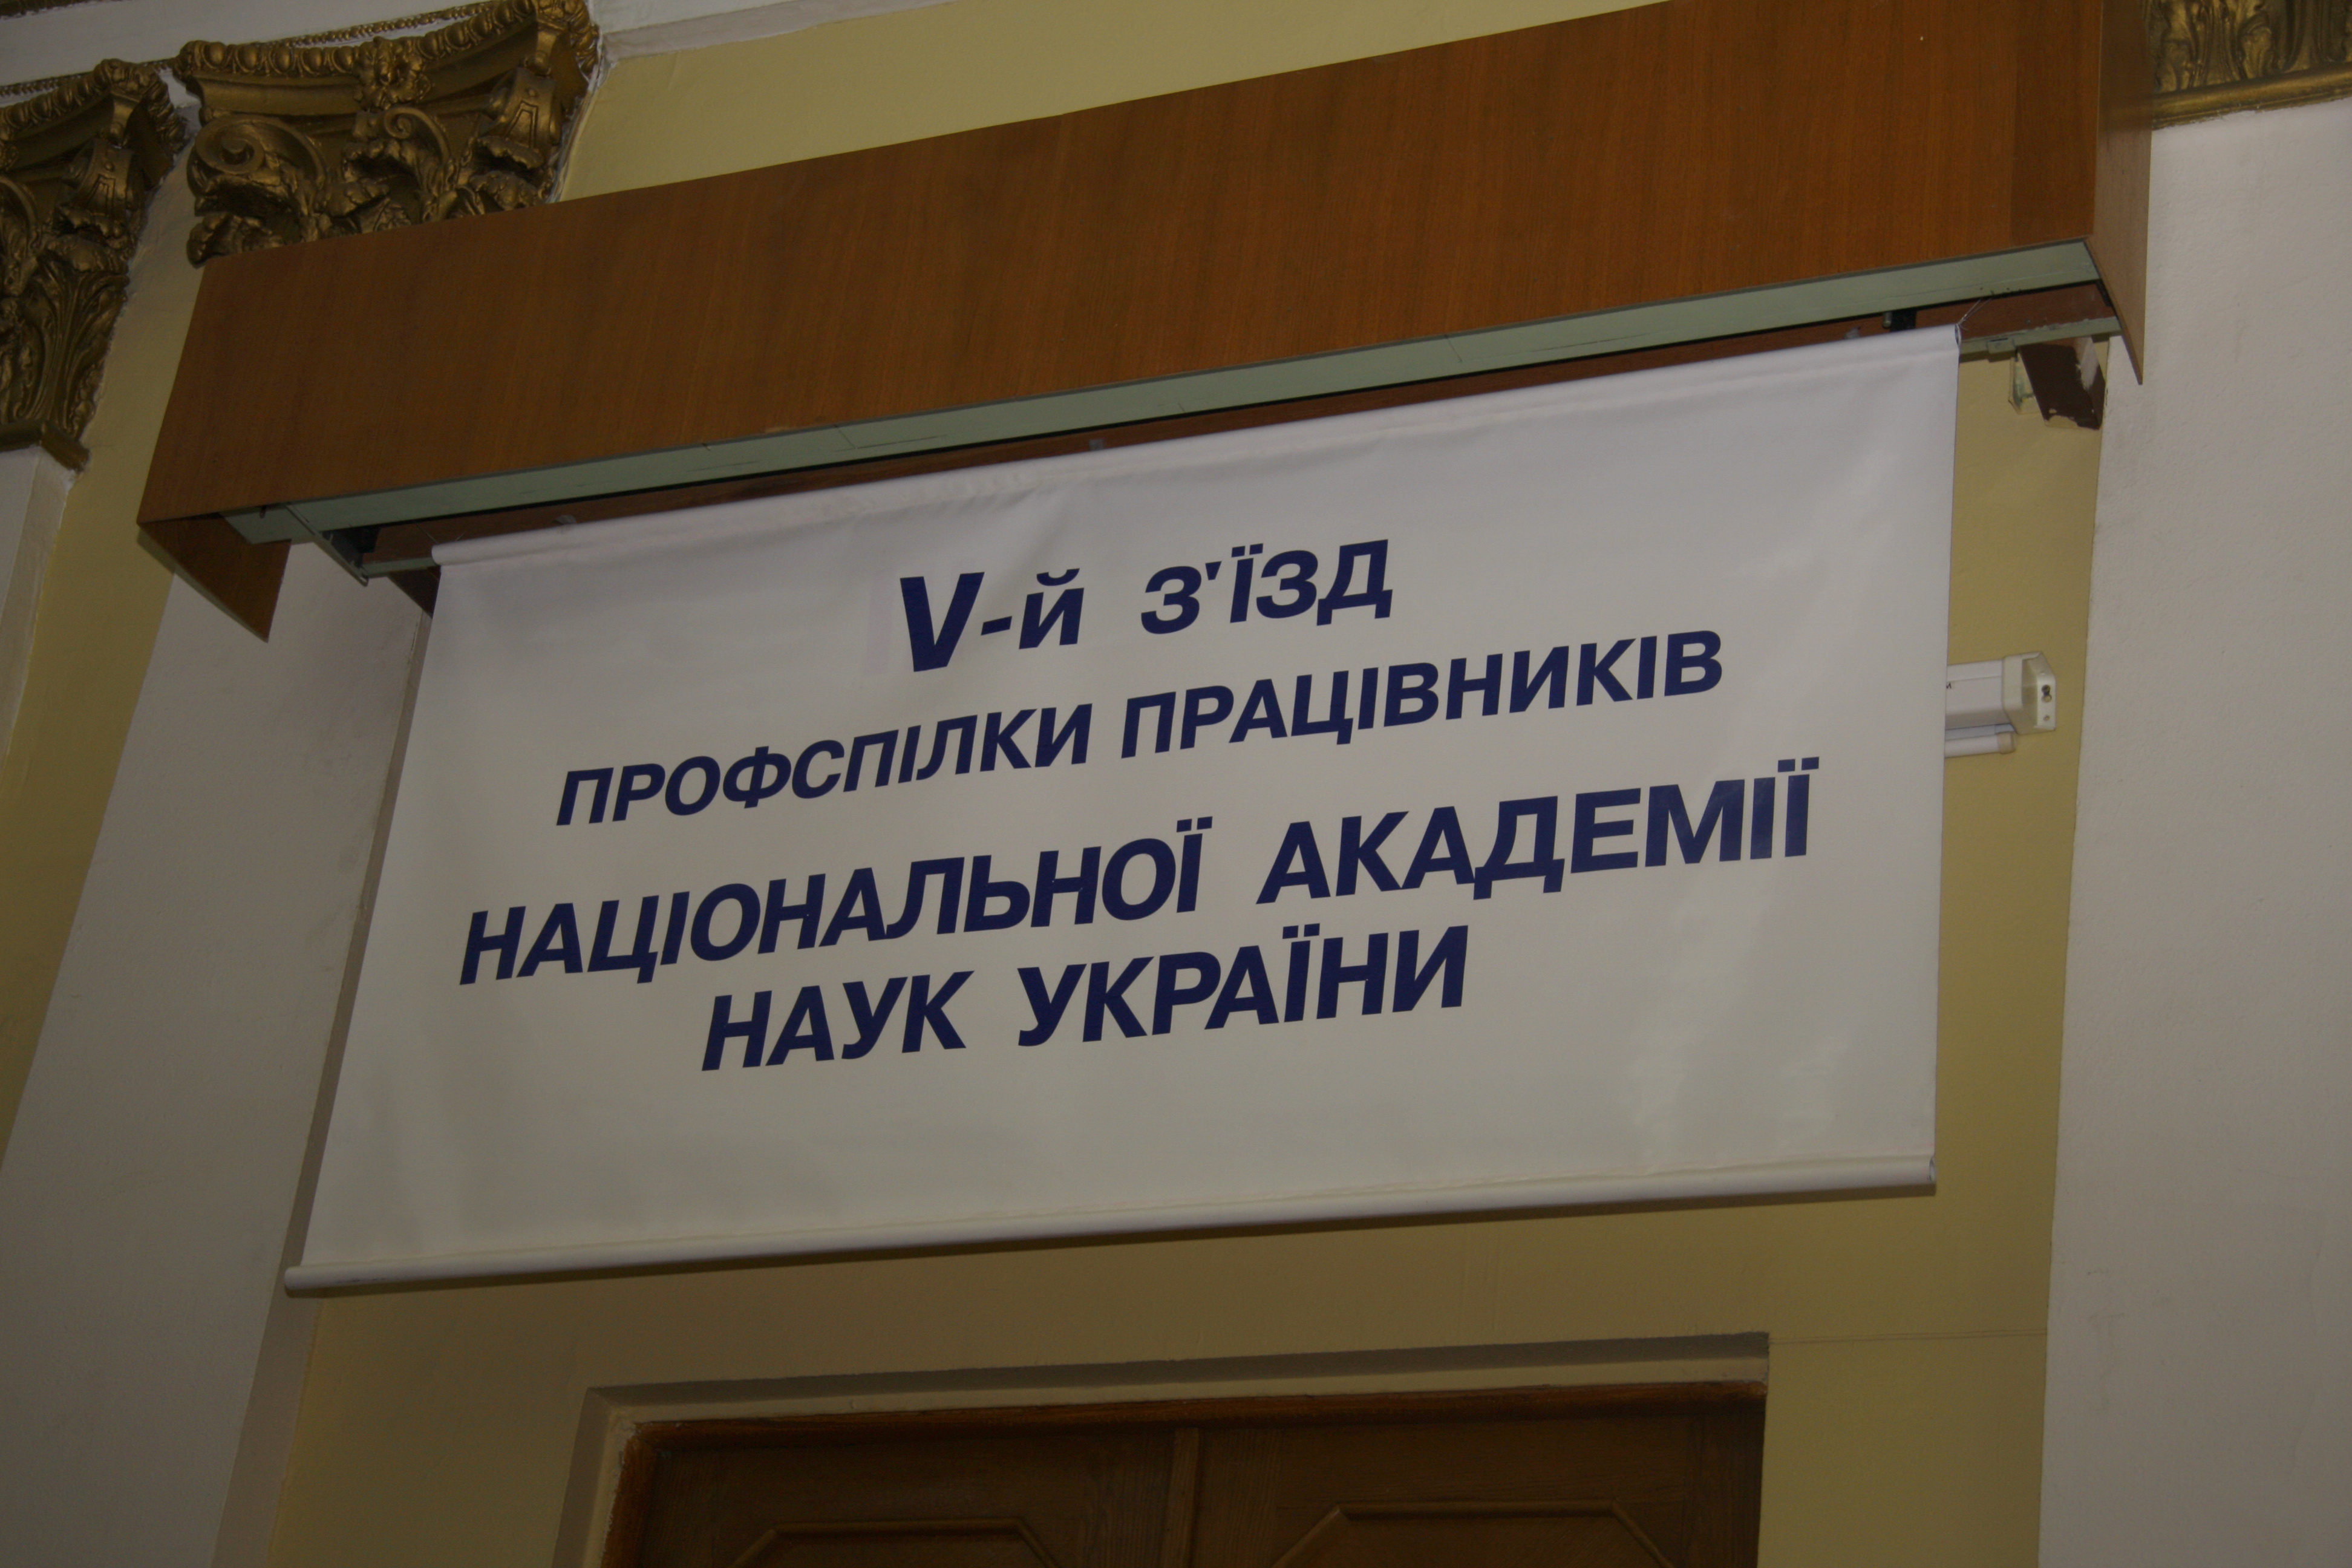 V-й З'ЇЗД
ПРОФСПІЛКИ ПРАЦІВНИКІВ
НАЦІОНАЛЬНОЇ АКАДЕМІЇ
НАУК УКРАЇНИ